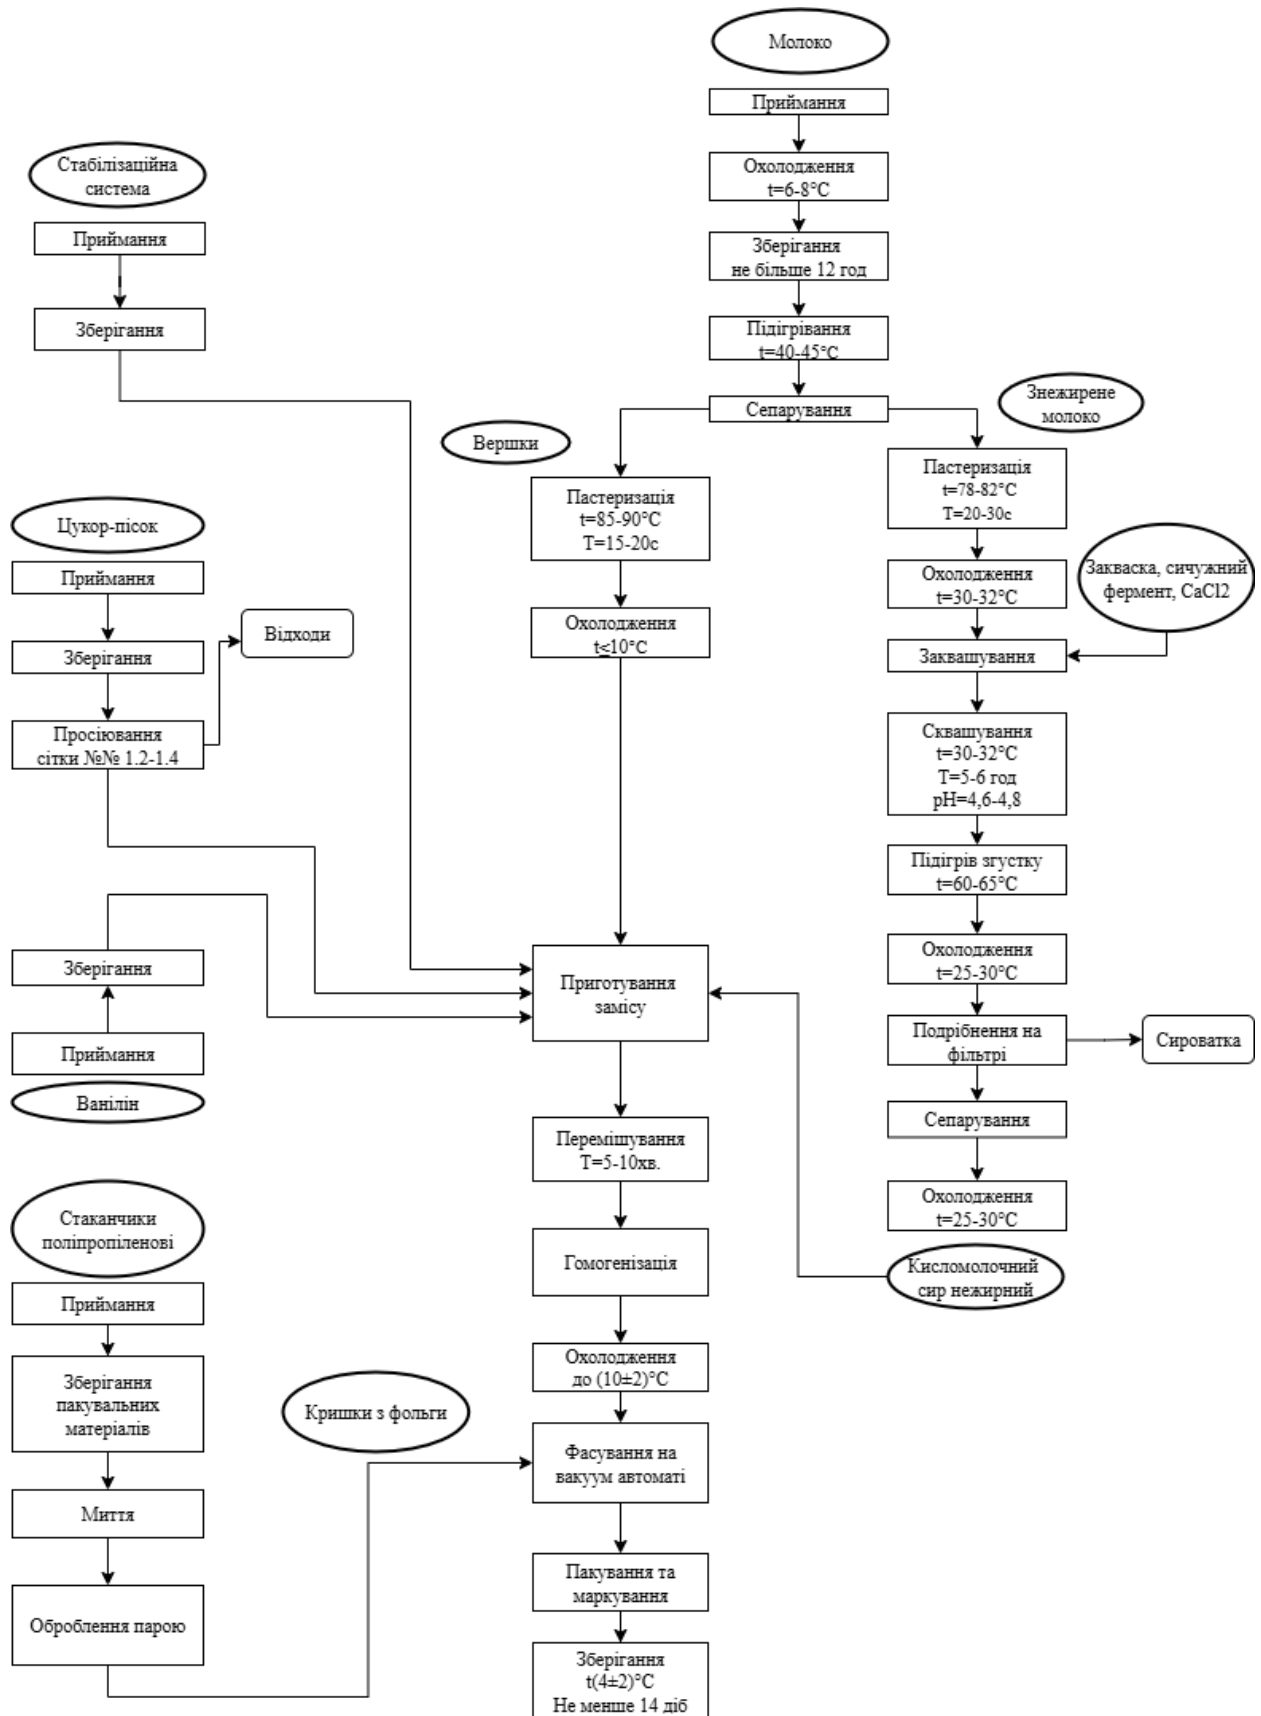 Молоко
Приймання
Охолодження
t=6-8°C
Зберігання
не більше 12 год
Підігрівання
t=40-45°C
Сепарування
Стабілізаційна
система
Приймання
Зберігання
Вершки
Пастеризація
t=85-90°C
T=15-20с
Охолодження
t≤10°C
Знежирене
молоко
Пастеризація
t=78-82°C
T=20-30с
Охолодження
t=30-32°C
Закваска, сичужний
фермент, CaCl2
Заквашування
Сквашування
t=30-32°C
T=5-6 год
pH=4,6-4,8
Підігрів згустку
t=60-65°C
Охолодження
t=25-30°C
Подрібнення на
фільтрі
Сироватка
Сепарування
Охолодження
t=25-30°C
Кисломолочний
сир нежирний
Цукор-пісок
Приймання
Зберігання
Відходи
Просіювання
сітки №№ 1.2-1.4
Зберігання
Приймання
Ванілін
Приготування
замісу
Перемішування
T=5-10хв.
Гомогенізація
Охолодження
до (10±2)°C
Стаканчики
поліпропіленові
Приймання
Зберігання
пакувальних
матеріалів
Миття
Оброблення парою
Кришки з фольги
Фасування на
вакуум автоматі
Пакування та
маркування
Зберігання
t(4±2)°C
Не менше 14 діб